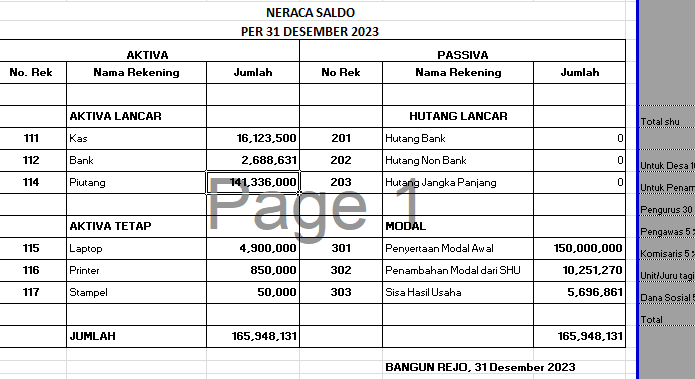 NERACA SALDO
PER 31 DESEMBER 2023
AKTIVA PASSIVA
No. Rek Nama Rekening Jumlah No Rek Nama Rekening Jumlah
AKTIVA LANCAR HUTANG LANCAR
Total shu
111 Kas 16,123,500 201 Hutang Bank 0
112 Bank 2,688,631 202 Hutang Non Bank 0
Untuk Desa
114 Piutang 141,336,000 203 Hutang Jangka Panjang 0
Untuk Penam
Page 1
Pengurus 30
AKTIVA TETAP MODAL
Pengawas 5 %
115 Laptop 4,900,000 301 Penyertaan Modal Awal 150,000,000
Komisaris 5 %
116 Printer 850,000 302 Penambahan Modal dari SHU 10,251,270
Unit/Juru tagi
117 Stampel 50,000 303 Sisa Hasil Usaha 5,696,861
Dana Sosial 5
Total
JUMLAH 165,948,131 165,948,131
BANGUN REJO, 31 Desember 2023